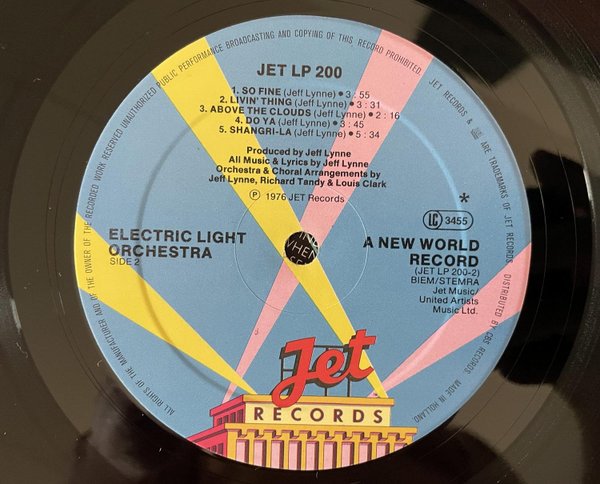 ALL RIGHTS OF THE MANUFACTURER AND OF THE OWNER OF THE RECORDED WORK RESERVED UNAUTHORIZED PUBLIC PERFORMANCE BROADCASTING AND COPYING OF THIS RECORD PROHIBITED.
JET RECORDS & ARE TRADEMARKS OF JET RECORDS. DISTRIBUTED BY CBS RECORDS. MADE IN HOLLAND.
JET LP 200
1. SO FINE (Jeff Lynne) ● 3 : 55
2. LIVIN' THING (Jeff Lynne) ● 3 : 31
3. ABOVE THE CLOUDS (Jeff Lynne) ● 2 : 16
4. DO YA (Jeff Lynne) ● 3 : 45
5. SHANGRI-LA (Jeff Lynne) ● 5 : 34
Produced by Jeff Lynne
All Music & Lyrics by Jeff Lynne
Orchestra & Choral Arrangements by
Jeff Lynne, Richard Tandy & Louis Clark
Ⓟ 1976 JET Records
ELECTRIC LIGHT
ORCHESTRA
SIDE 2
*
LC 3455
A NEW WORLD
RECORD
(JET LP 200-2)
BIEM/STEMRA
Jet Music/
United Artists
Music Ltd.
Jet
RECORDS